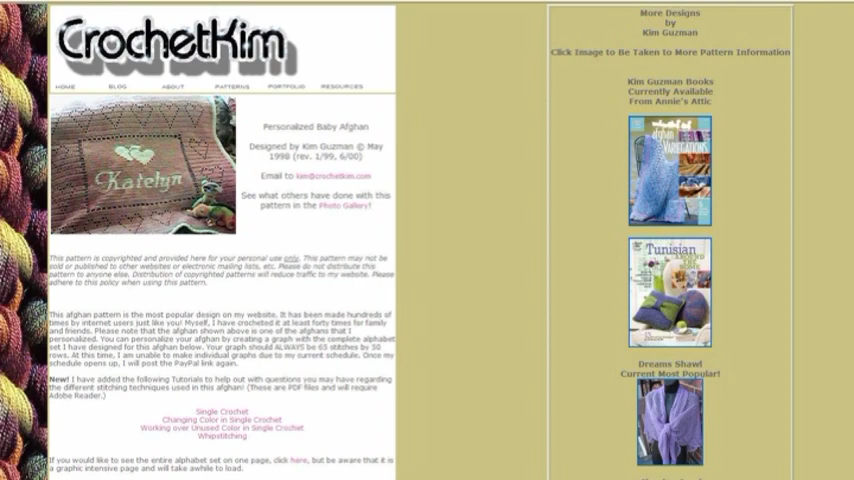 CrochetKim
HOME BLOG ABOUT PATTERNS PORTFOLIO RESOURCES
Katelyn
Personalized Baby Afghan
Designed by Kim Guzman © May
1998 (rev. 1/99, 6/00)
Email to kim@crochetkim.com
See what others have done with this
pattern in the Photo Gallery!
This pattern is copyrighted and provided here for your personal use only. This pattern may not be
sold or published to other websites or electronic mailing lists, etc. Please do not distribute this
pattern to anyone else. Distribution of copyrighted patterns will reduce traffic to my website. Please
adhere to this policy when using this pattern.
This afghan pattern is the most popular design on my website. It has been made hundreds of
times by internet users just like you! Myself, I have crocheted it at least forty times for family
and friends. Please note that the afghan shown above is one of the afghans that I
personalized. You can personalize your afghan by creating a graph with the complete alphabet
set I have designed for this afghan below. Your graph should ALWAYS be 65 stitches by 30
rows. At this time, I am unable to make individual graphs due to my current schedule. Once my
schedule opens up, I will post the PayPal link again.
New! I have added the following Tutorials to help out with questions you may have regarding
the different stitching techniques used in this afghan! (These are PDF files and will require
Adobe Reader.)
Single Crochet
Changing Color in Single Crochet
Working over Unused Color in Single Crochet
Whipstitching
If you would like to see the entire alphabet set on one page, click here, but be aware that it is
a graphic intensive page and will take awhile to load.
More Designs
by
Kim Guzman
Click Image to Be Taken to More Pattern Information
Kim Guzman Books
Currently Available
From Annie's Attic
afghan
VARIATIONS
Tunisian
Dreams Shawl
Current Most Popular!